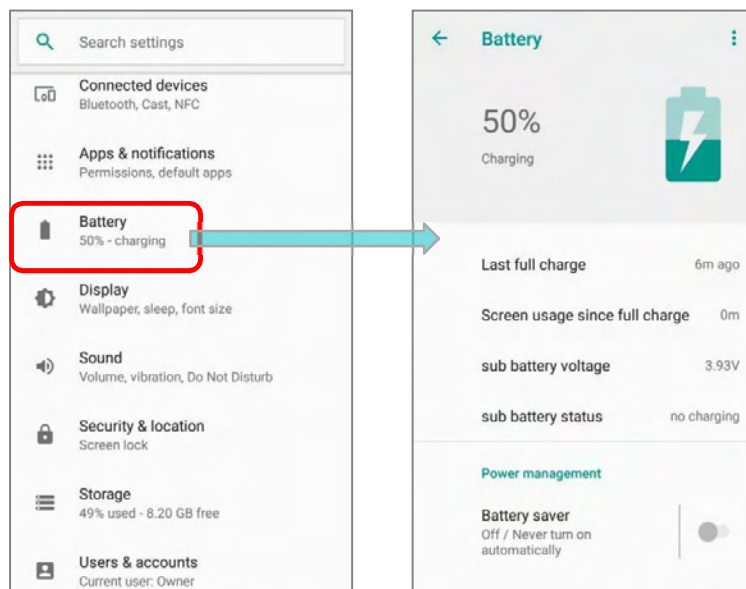 Search settings
Connected devices
Bluetooth, Cast, NFC
Apps & notifications
Permissions, default apps
Battery
50% - charging
Display
Wallpaper, sleep, font size
Sound
Volume, vibration, Do Not Disturb
Security & location
Screen lock
Storage
49% used - 8.20 GB free
Users & accounts
Current user: Owner
Battery
50%
Charging
Last full charge 6m ago
Screen usage since full charge 0m
sub battery voltage 3.93V
sub battery status no charging
Power management
Battery saver
Off / Never turn on
automatically